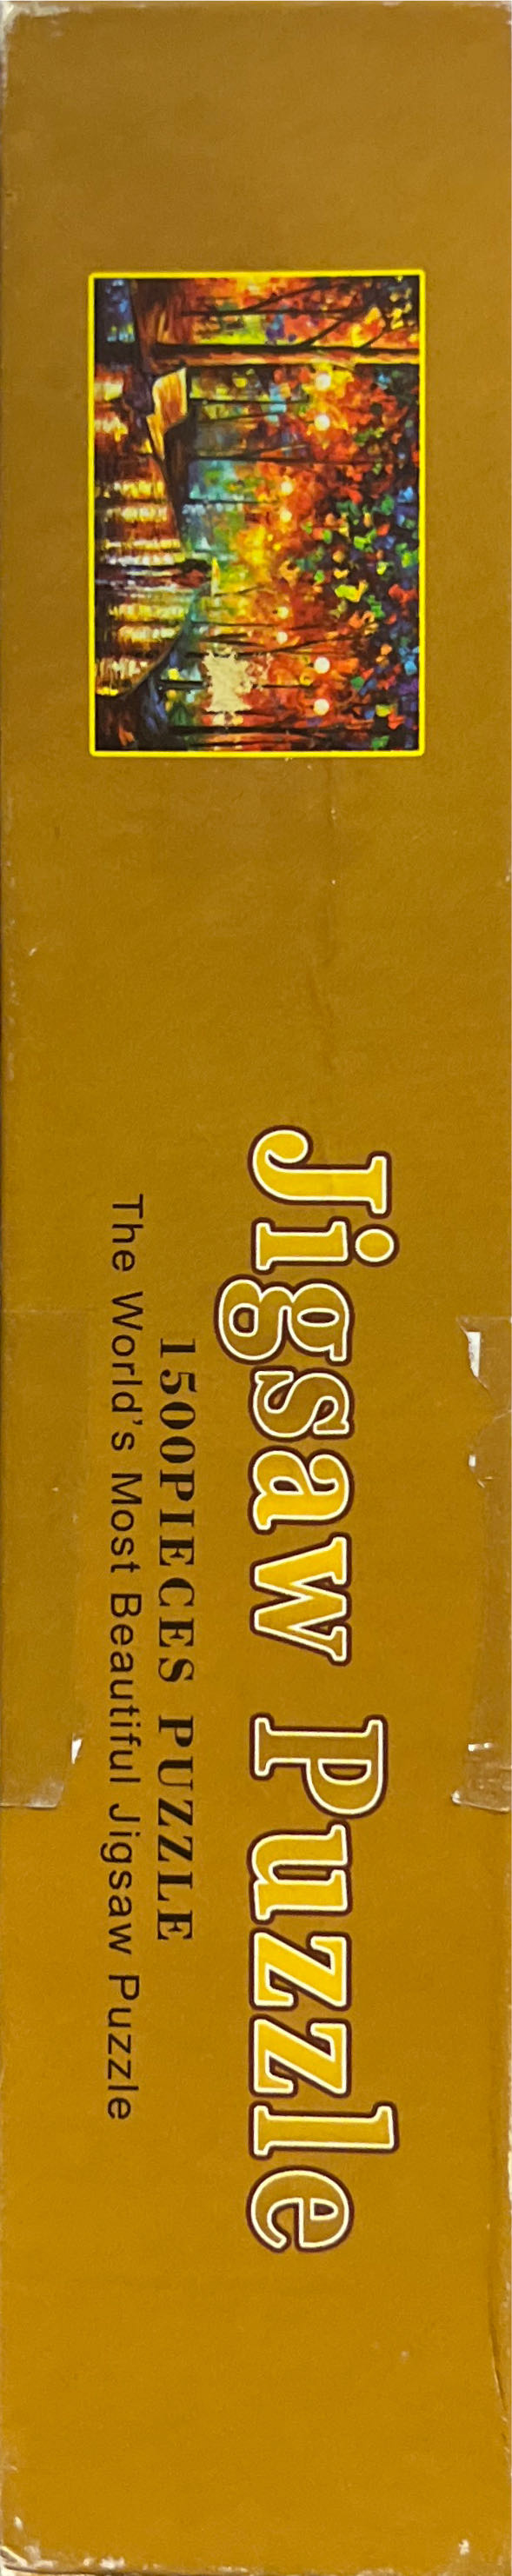 Jigsaw Puzzle
1500PIECES PUZZLE
The World's Most Beautiful Jigsaw Puzzle